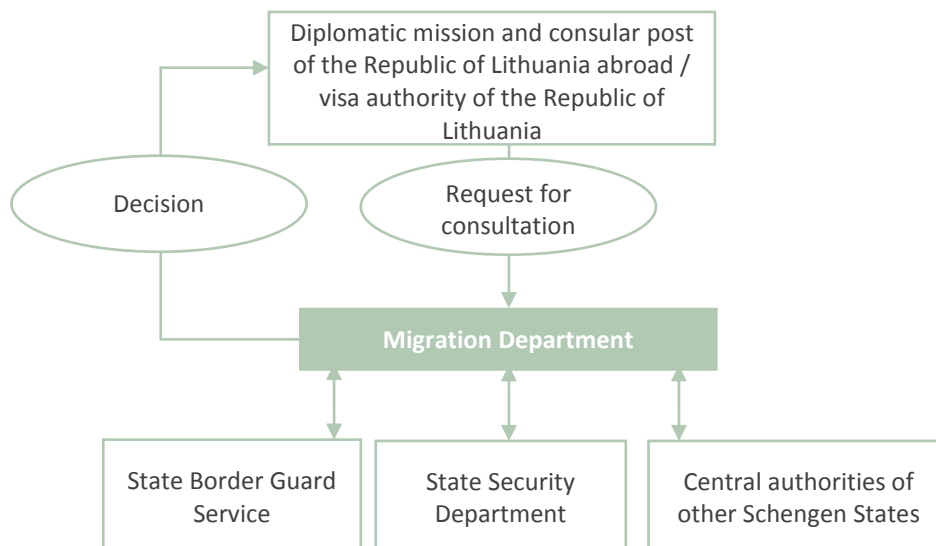 Diplomatic mission and consular post
of the Republic of Lithuania abroad /
visa authority of the Republic of
Lithuania
Decision
Request for
consultation
Migration Department
State Border Guard
Service
State Security
Department
Central authorities of
other Schengen States